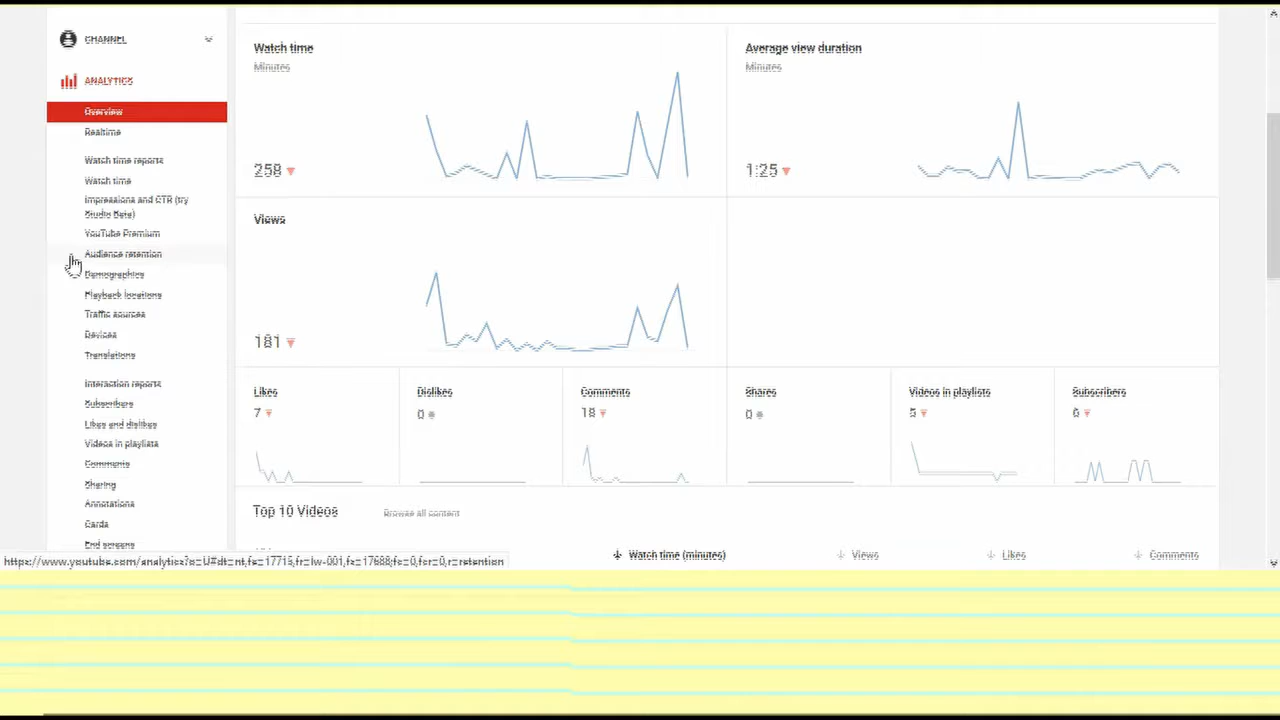 CHANNEL
ANALYTICS
Overview
Realtime
Watch time reports
Watch time
Impressions and CTR (try
Studio Beta)
YouTube Premium
Audience retention
Demographics
Playback locations
Traffic sources
Devices
Translations
Interaction reports
Subscribers
Likes and dislikes
Videos in playlists
Comments
Sharing
Annotations
Cards
End screens
Watch time
Minutes
258
Average view duration
Minutes
1:25
Views
181
Likes
7
Dislikes
0
Comments
18
Shares
0
Videos in playlists
5
Subscribers
6
Top 10 Videos
Browse all content
Watch time (minutes)
Views
Likes
Comments